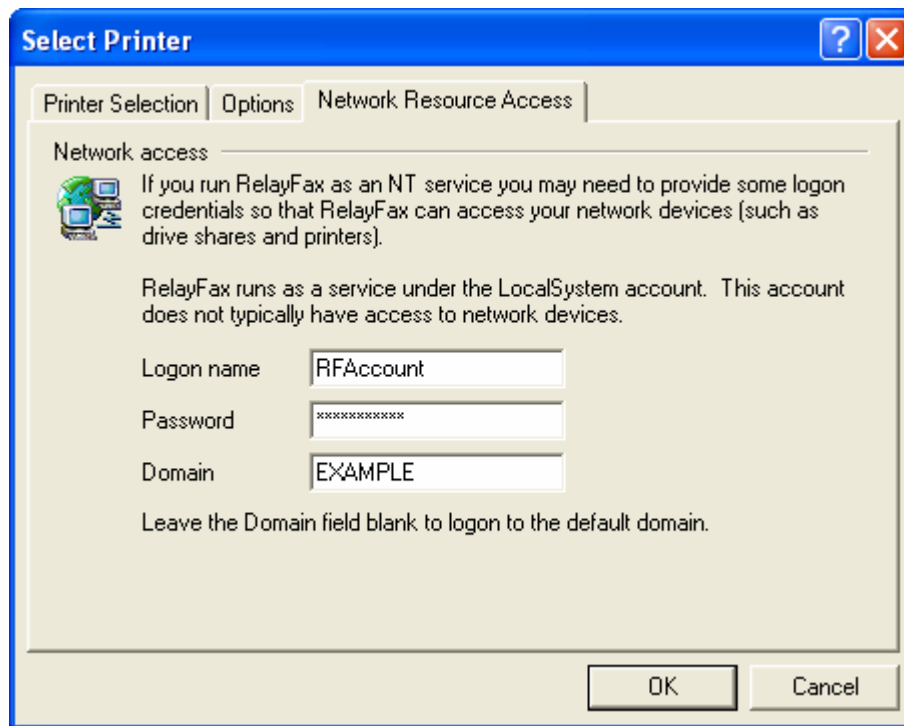 Select Printer
Printer Selection
Options
Network Resource Access
Network access
If you run RelayFax as an NT service you may need to provide some logon
credentials so that RelayFax can access your network devices (such as
drive shares and printers).
RelayFax runs as a service under the LocalSystem account. This account
does not typically have access to network devices.
Logon name
RFAccount
Password
***********
Domain
EXAMPLE
Leave the Domain field blank to logon to the default domain.
OK
Cancel